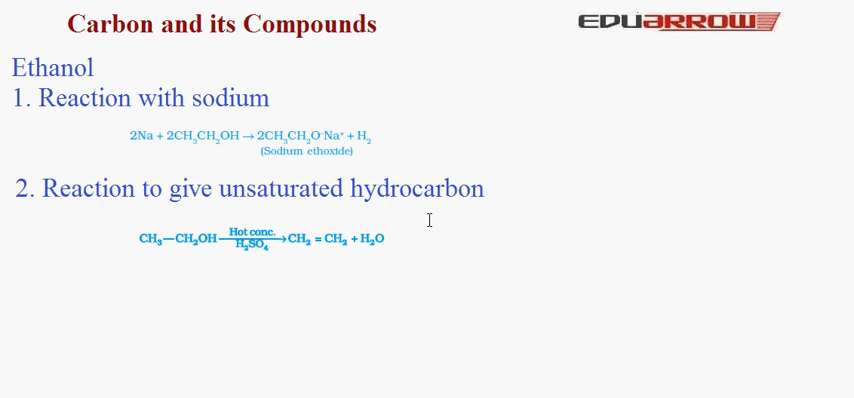 Carbon and its Compounds
EDUARROW
Ethanol
1. Reaction with sodium
2Na + 2CH₃CH₂OH → 2CH₃CH₂O⁻Na⁺ + H₂
(Sodium ethoxide)
2. Reaction to give unsaturated hydrocarbon
CH₃—CH₂OH —Hot conc. H₂SO₄→ CH₂ = CH₂ + H₂O